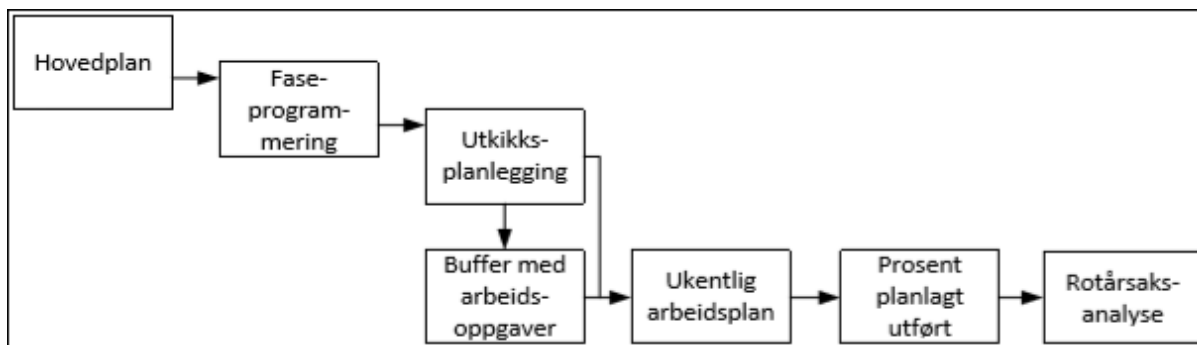 Hovedplan
Fase-
program-
mering
Utkikks-
planlegging
Buffer med
arbeids-
oppgaver
Ukentlig
arbeidsplan
Prosent
planlagt
utført
Rotårsaks-
analyse